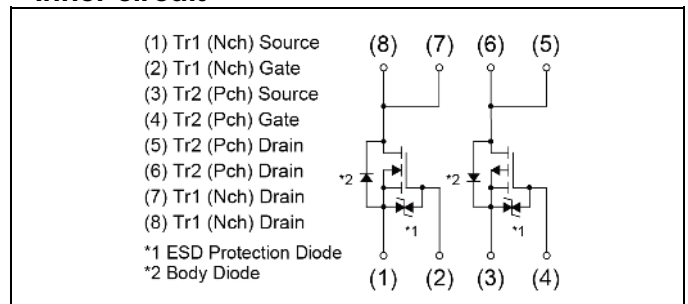 (1) Tr1 (Nch) Source
(2) Tr1 (Nch) Gate
(3) Tr2 (Pch) Source
(4) Tr2 (Pch) Gate
(5) Tr2 (Pch) Drain
(6) Tr2 (Pch) Drain
(7) Tr1 (Nch) Drain
(8) Tr1 (Nch) Drain
*1 ESD Protection Diode
*2 Body Diode
(8) (7) (6) (5)
*2 *2
*1 *1
(1) (2) (3) (4)